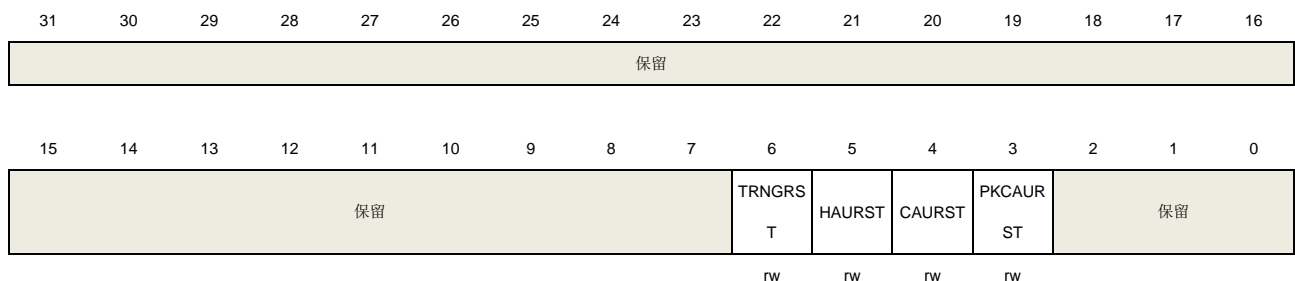 31 30 29 28 27 26 25 24 23 22 21 20 19 18 17 16
保留
15 14 13 12 11 10 9 8 7 6 5 4 3 2 1 0
保留 TRNGRS T HAURST CAURST PKCAUR ST 保留
rw rw rw rw